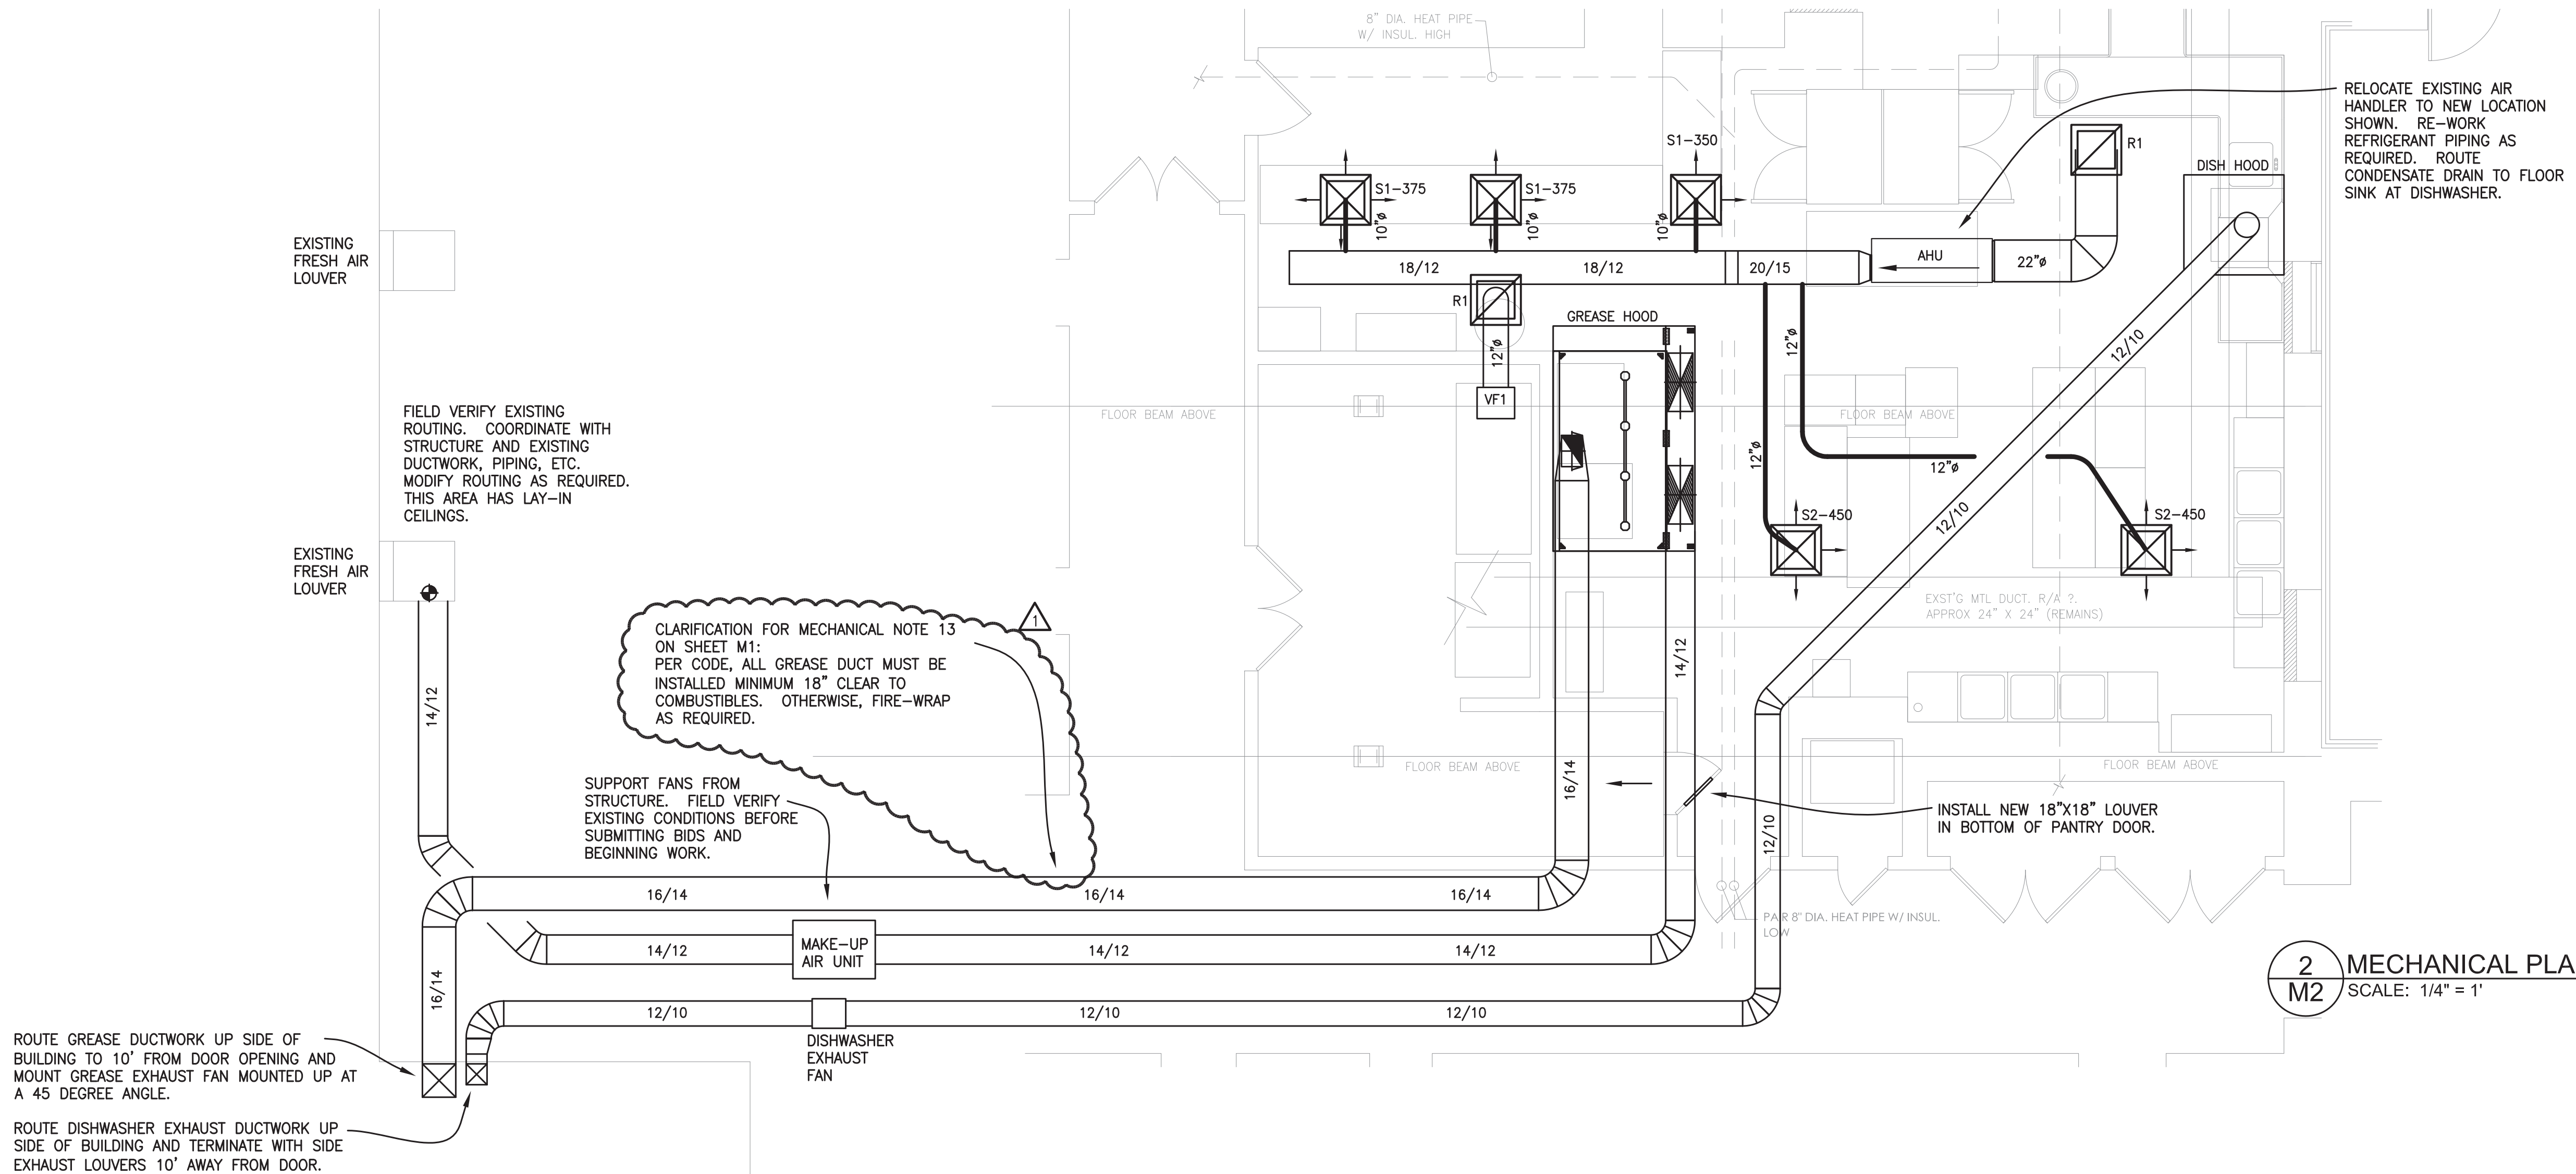 8" DIA. HEAT PIPE
W/ INSUL. HIGH
RELOCATE EXISTING AIR
HANDLER TO NEW LOCATION
SHOWN. RE-WORK
REFRIGERANT PIPING AS
REQUIRED. ROUTE
CONDENSATE DRAIN TO FLOOR
SINK AT DISHWASHER.
S1-350
R1
DISH HOOD
S1-375
S1-375
10"ø
10"ø
10"ø
EXISTING
FRESH AIR
LOUVER
18/12
18/12
20/15
AHU
22"ø
R1
GREASE HOOD
12"ø
12"ø
12/10
VF1
FIELD VERIFY EXISTING
ROUTING. COORDINATE WITH
STRUCTURE AND EXISTING
DUCTWORK, PIPING, ETC.
MODIFY ROUTING AS REQUIRED.
THIS AREA HAS LAY-IN
CEILINGS.
FLOOR BEAM ABOVE
FLOOR BEAM ABOVE
12"ø
12"ø
12/10
S2-450
S2-450
EXISTING
FRESH AIR
LOUVER
EXST'G MTL DUCT. R/A ?.
APPROX 24" X 24" (REMAINS)
1
CLARIFICATION FOR MECHANICAL NOTE 13
ON SHEET M1:
PER CODE, ALL GREASE DUCT MUST BE
INSTALLED MINIMUM 18" CLEAR TO
COMBUSTIBLES. OTHERWISE, FIRE-WRAP
AS REQUIRED.
14/12
14/12
FLOOR BEAM ABOVE
FLOOR BEAM ABOVE
16/14
SUPPORT FANS FROM
STRUCTURE. FIELD VERIFY
EXISTING CONDITIONS BEFORE
SUBMITTING BIDS AND
BEGINNING WORK.
INSTALL NEW 18"X18" LOUVER
IN BOTTOM OF PANTRY DOOR.
12/10
16/14
16/14
16/14
PAIR 8" DIA. HEAT PIPE W/ INSUL.
LOW
14/12
MAKE-UP
AIR UNIT
14/12
14/12
16/14
2
M2
MECHANICAL PLA
SCALE: 1/4" = 1'
12/10
12/10
12/10
DISHWASHER
EXHAUST
FAN
ROUTE GREASE DUCTWORK UP SIDE OF
BUILDING TO 10' FROM DOOR OPENING AND
MOUNT GREASE EXHAUST FAN MOUNTED UP AT
A 45 DEGREE ANGLE.
ROUTE DISHWASHER EXHAUST DUCTWORK UP
SIDE OF BUILDING AND TERMINATE WITH SIDE
EXHAUST LOUVERS 10' AWAY FROM DOOR.